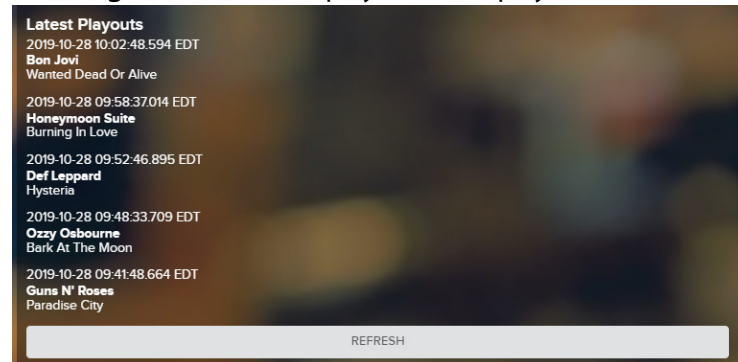 Latest Playouts
2019-10-28 10:02:48.594 EDT
Bon Jovi
Wanted Dead Or Alive
2019-10-28 09:58:37.014 EDT
Honeymoon Suite
Burning In Love
2019-10-28 09:52:46.895 EDT
Def Leppard
Hysteria
2019-10-28 09:48:33.709 EDT
Ozzy Osbourne
Bark At The Moon
2019-10-28 09:41:48.664 EDT
Guns N' Roses
Paradise City
REFRESH